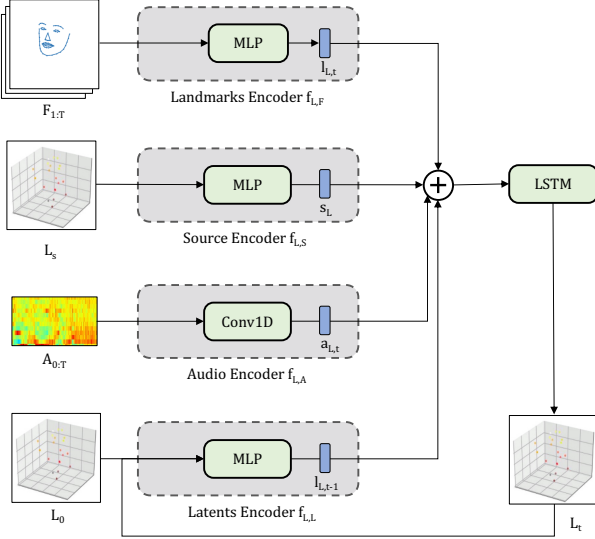 MLP
l_{L,t}
Landmarks Encoder f_{L,F}
F_{1:T}
MLP
s_L
Source Encoder f_{L,S}
L_s
+
LSTM
Conv1D
a_{L,t}
Audio Encoder f_{L,A}
A_{0:T}
MLP
l_{L,t-1}
Latents Encoder f_{L,L}
L_0
L_t